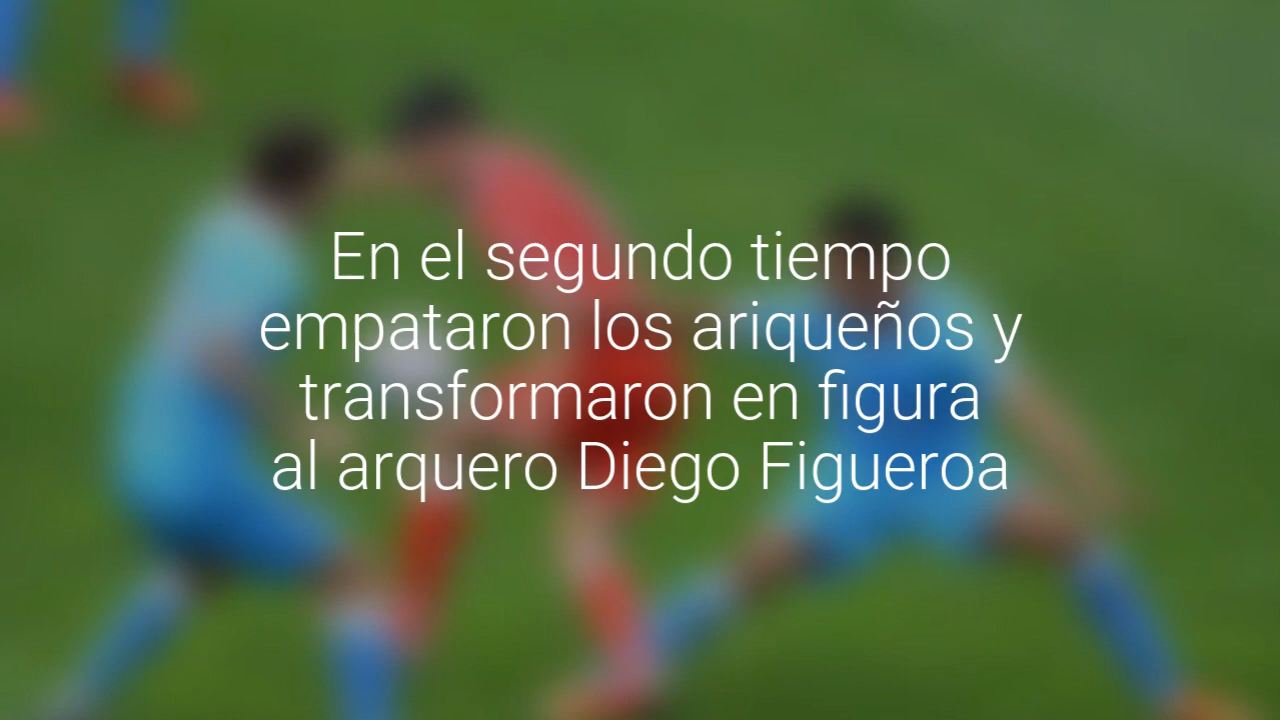 En el segundo tiempo
empataron los ariqueños y
transformaron en figura
al arquero Diego Figueroa